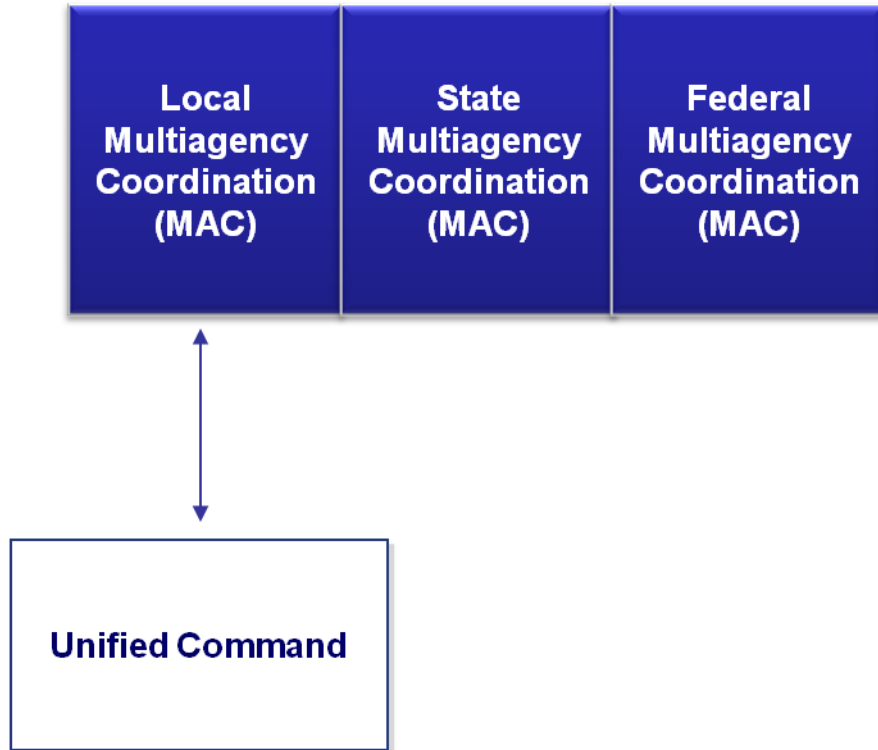 Local
Multiagency
Coordination
(MAC)
State
Multiagency
Coordination
(MAC)
Federal
Multiagency
Coordination
(MAC)
Unified Command